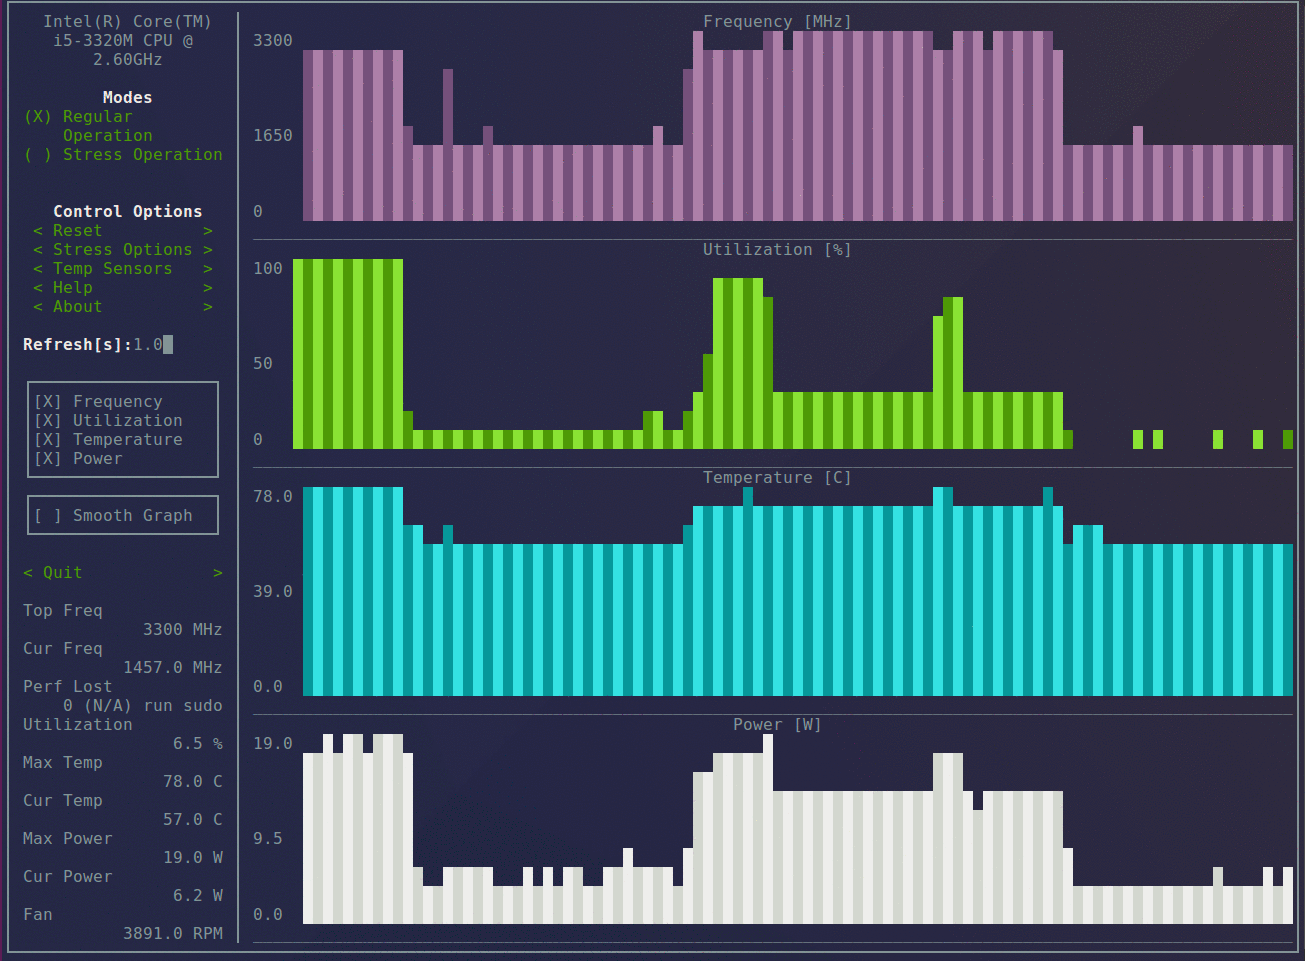 Intel(R) Core(TM)
i5-3320M CPU @
2.60GHz
Modes
(X) Regular
Operation
( ) Stress Operation
Control Options
< Reset >
< Stress Options >
< Temp Sensors >
< Help >
< About >
Refresh[s]:1.0
[X] Frequency
[X] Utilization
[X] Temperature
[X] Power
[ ] Smooth Graph
< Quit >
Top Freq
3300 MHz
Cur Freq
1457.0 MHz
Perf Lost
0 (N/A) run sudo
Utilization
6.5 %
Max Temp
78.0 C
Cur Temp
57.0 C
Max Power
19.0 W
Cur Power
6.2 W
Fan
3891.0 RPM
Frequency [MHz]
3300
1650
0
Utilization [%]
100
50
0
Temperature [C]
78.0
39.0
0.0
Power [W]
19.0
9.5
0.0